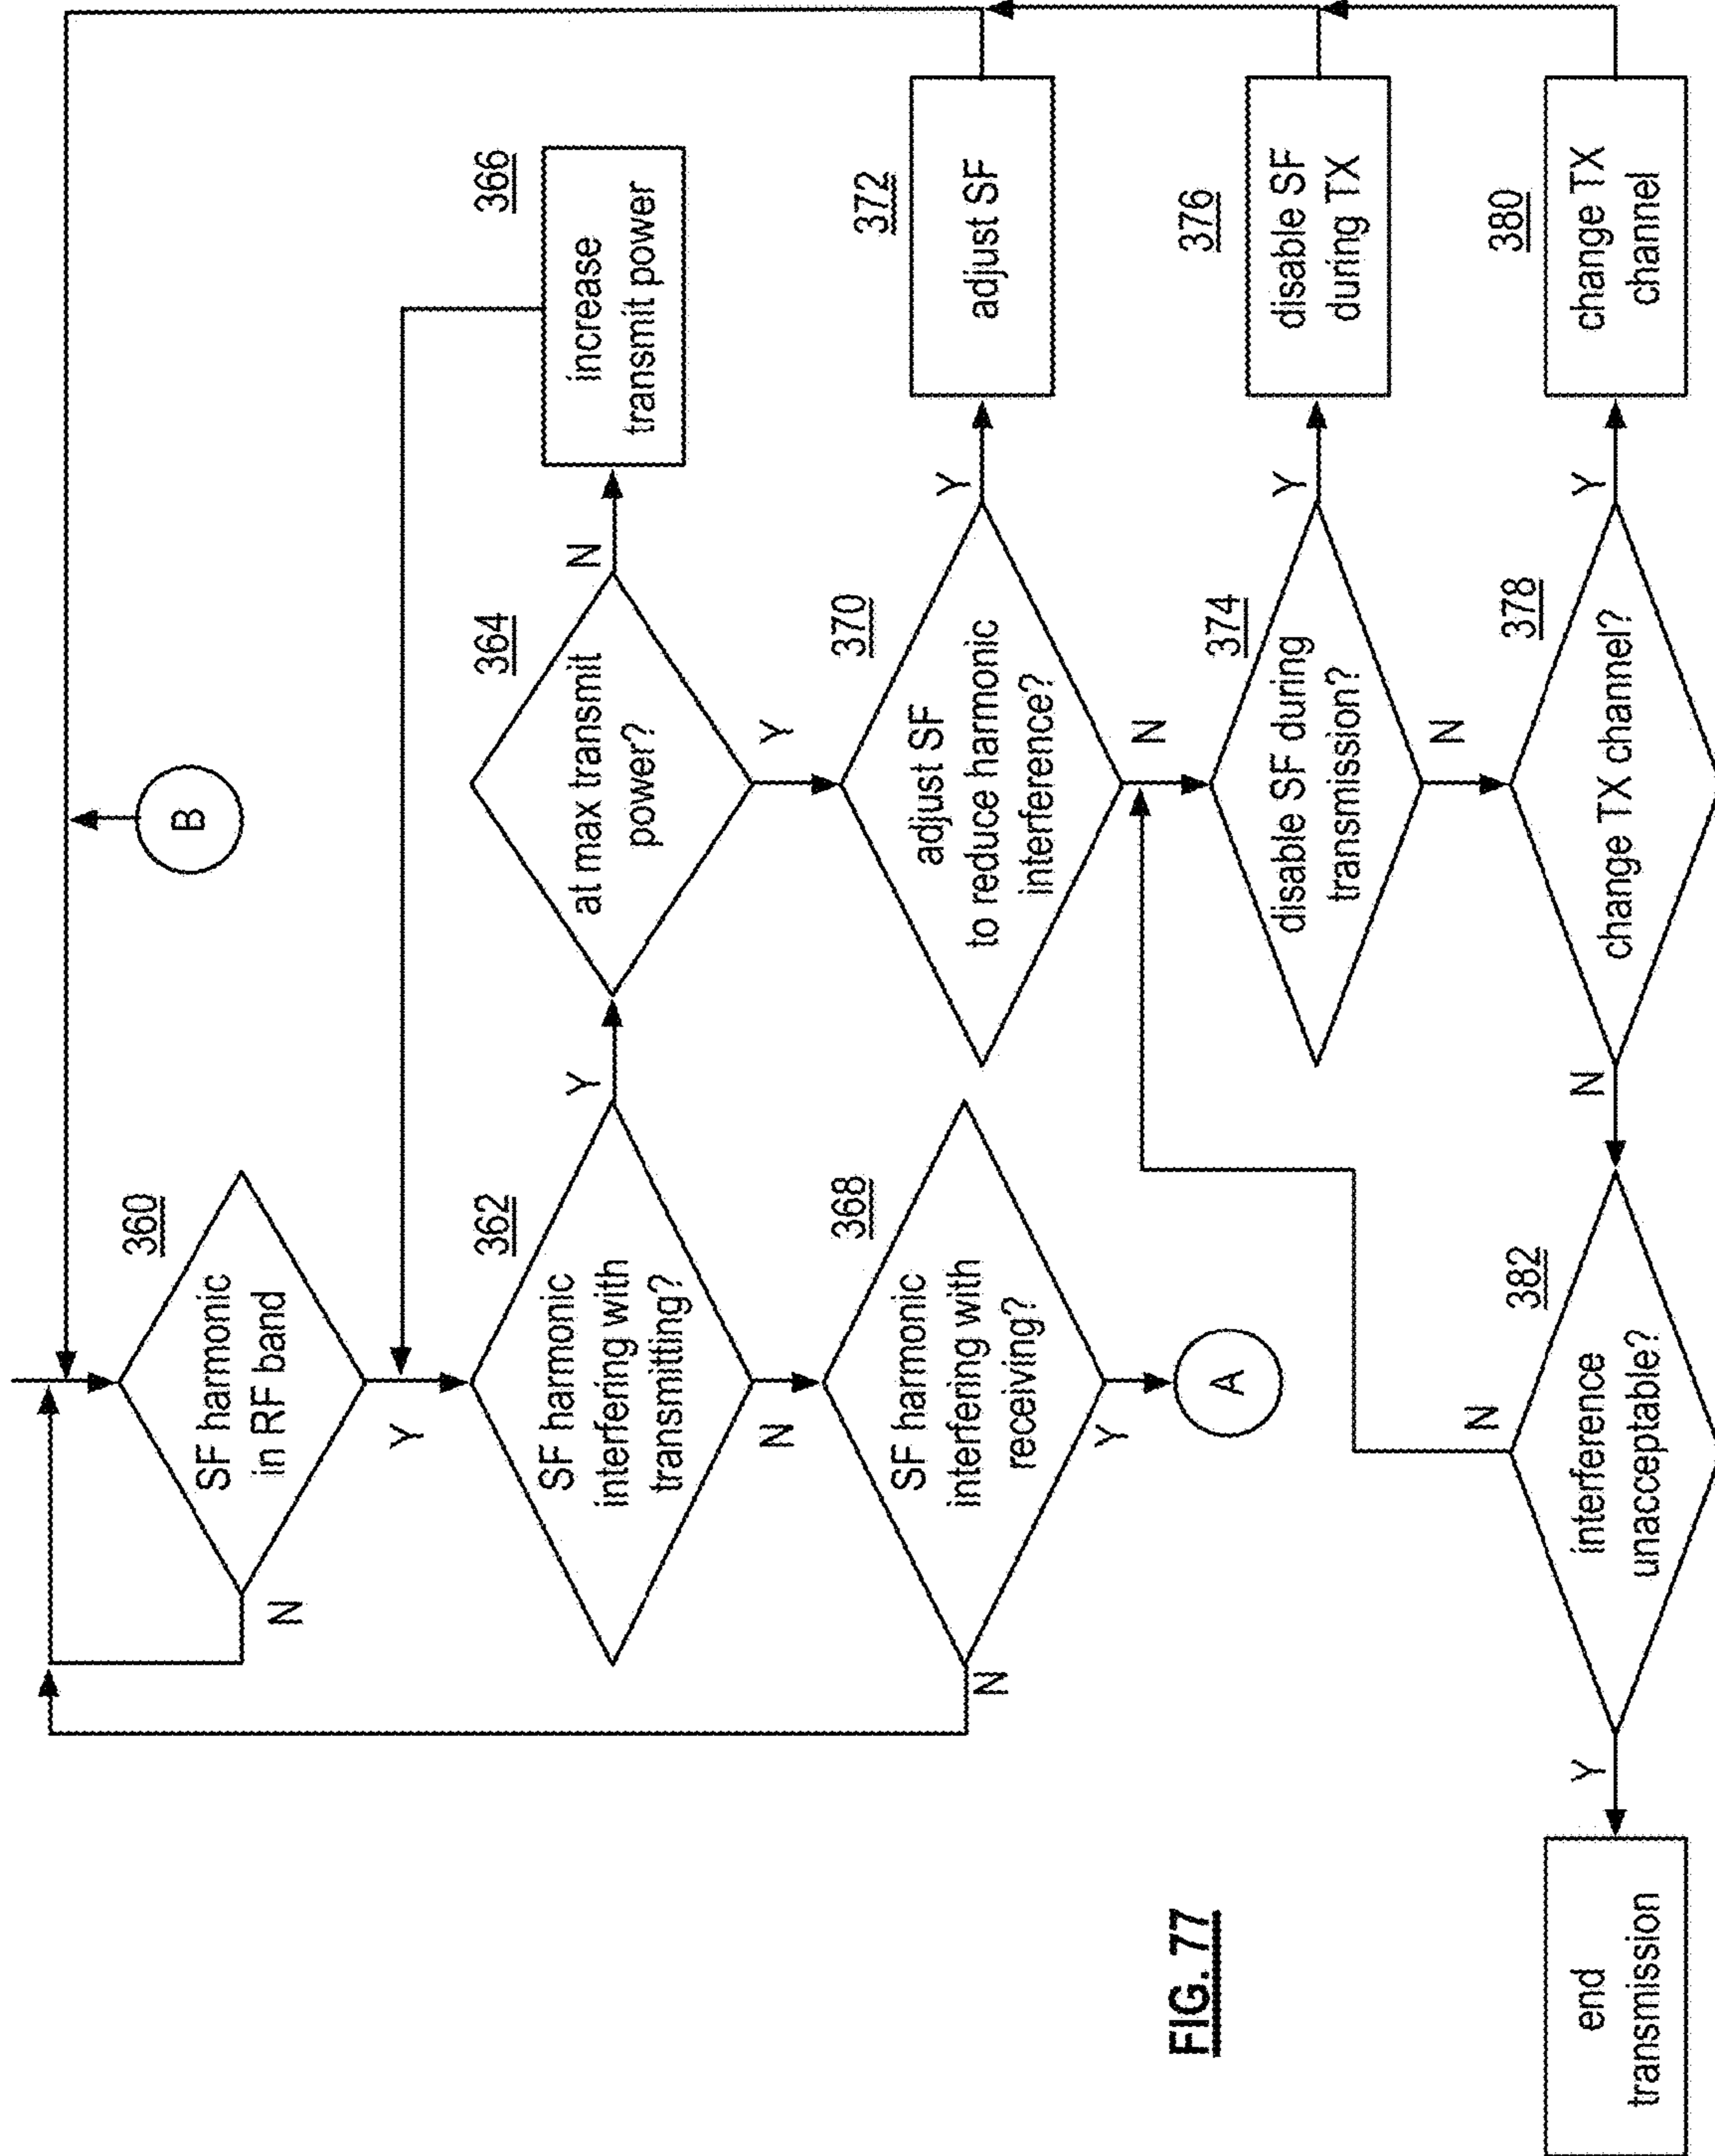 360
SF harmonic
in RF band
N
Y
B
362
SF harmonic
interfering with
transmitting?
Y
N
364
at max transmit
power?
N
Y
366
increase
transmit power
368
SF harmonic
interfering with
receiving?
N
Y
A
370
adjust SF
to reduce harmonic
interference?
Y
N
372
adjust SF
374
disable SF during
transmission?
Y
N
376
disable SF
during TX
378
change TX channel?
Y
N
380
change TX
channel
382
interference
unacceptable?
N
Y
end
transmission
FIG. 77